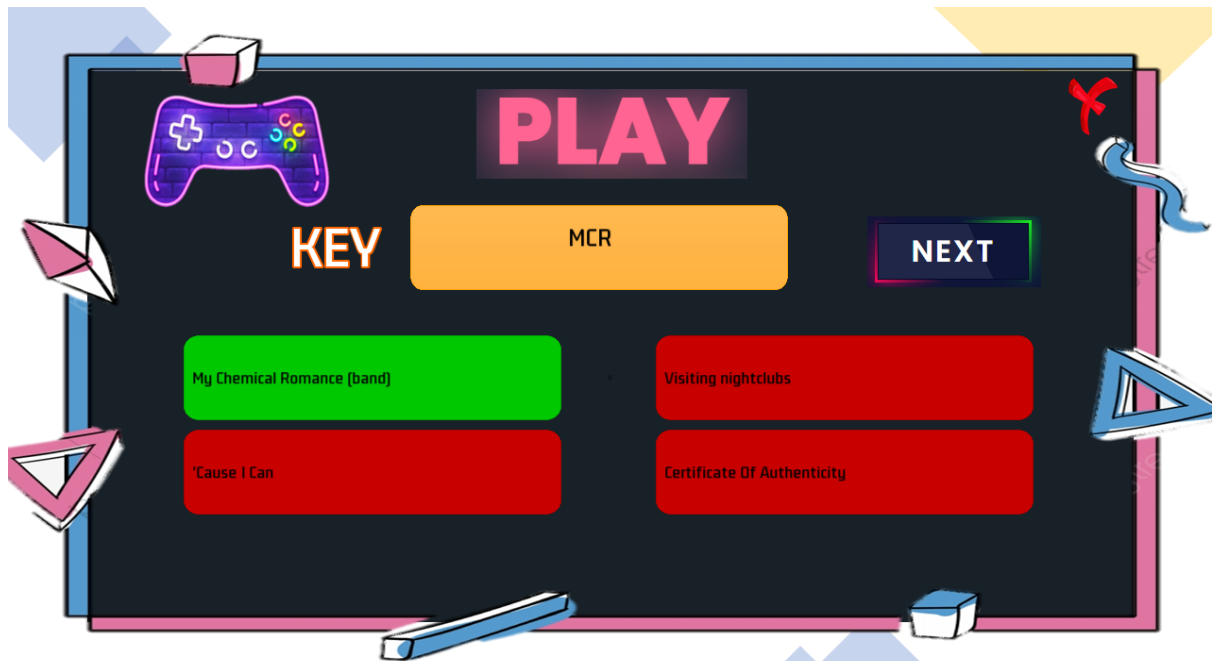 PLAY
KEY
MCR
NEXT
My Chemical Romance (band)
Visiting nightclubs
'Cause I Can
Certificate Of Authenticity